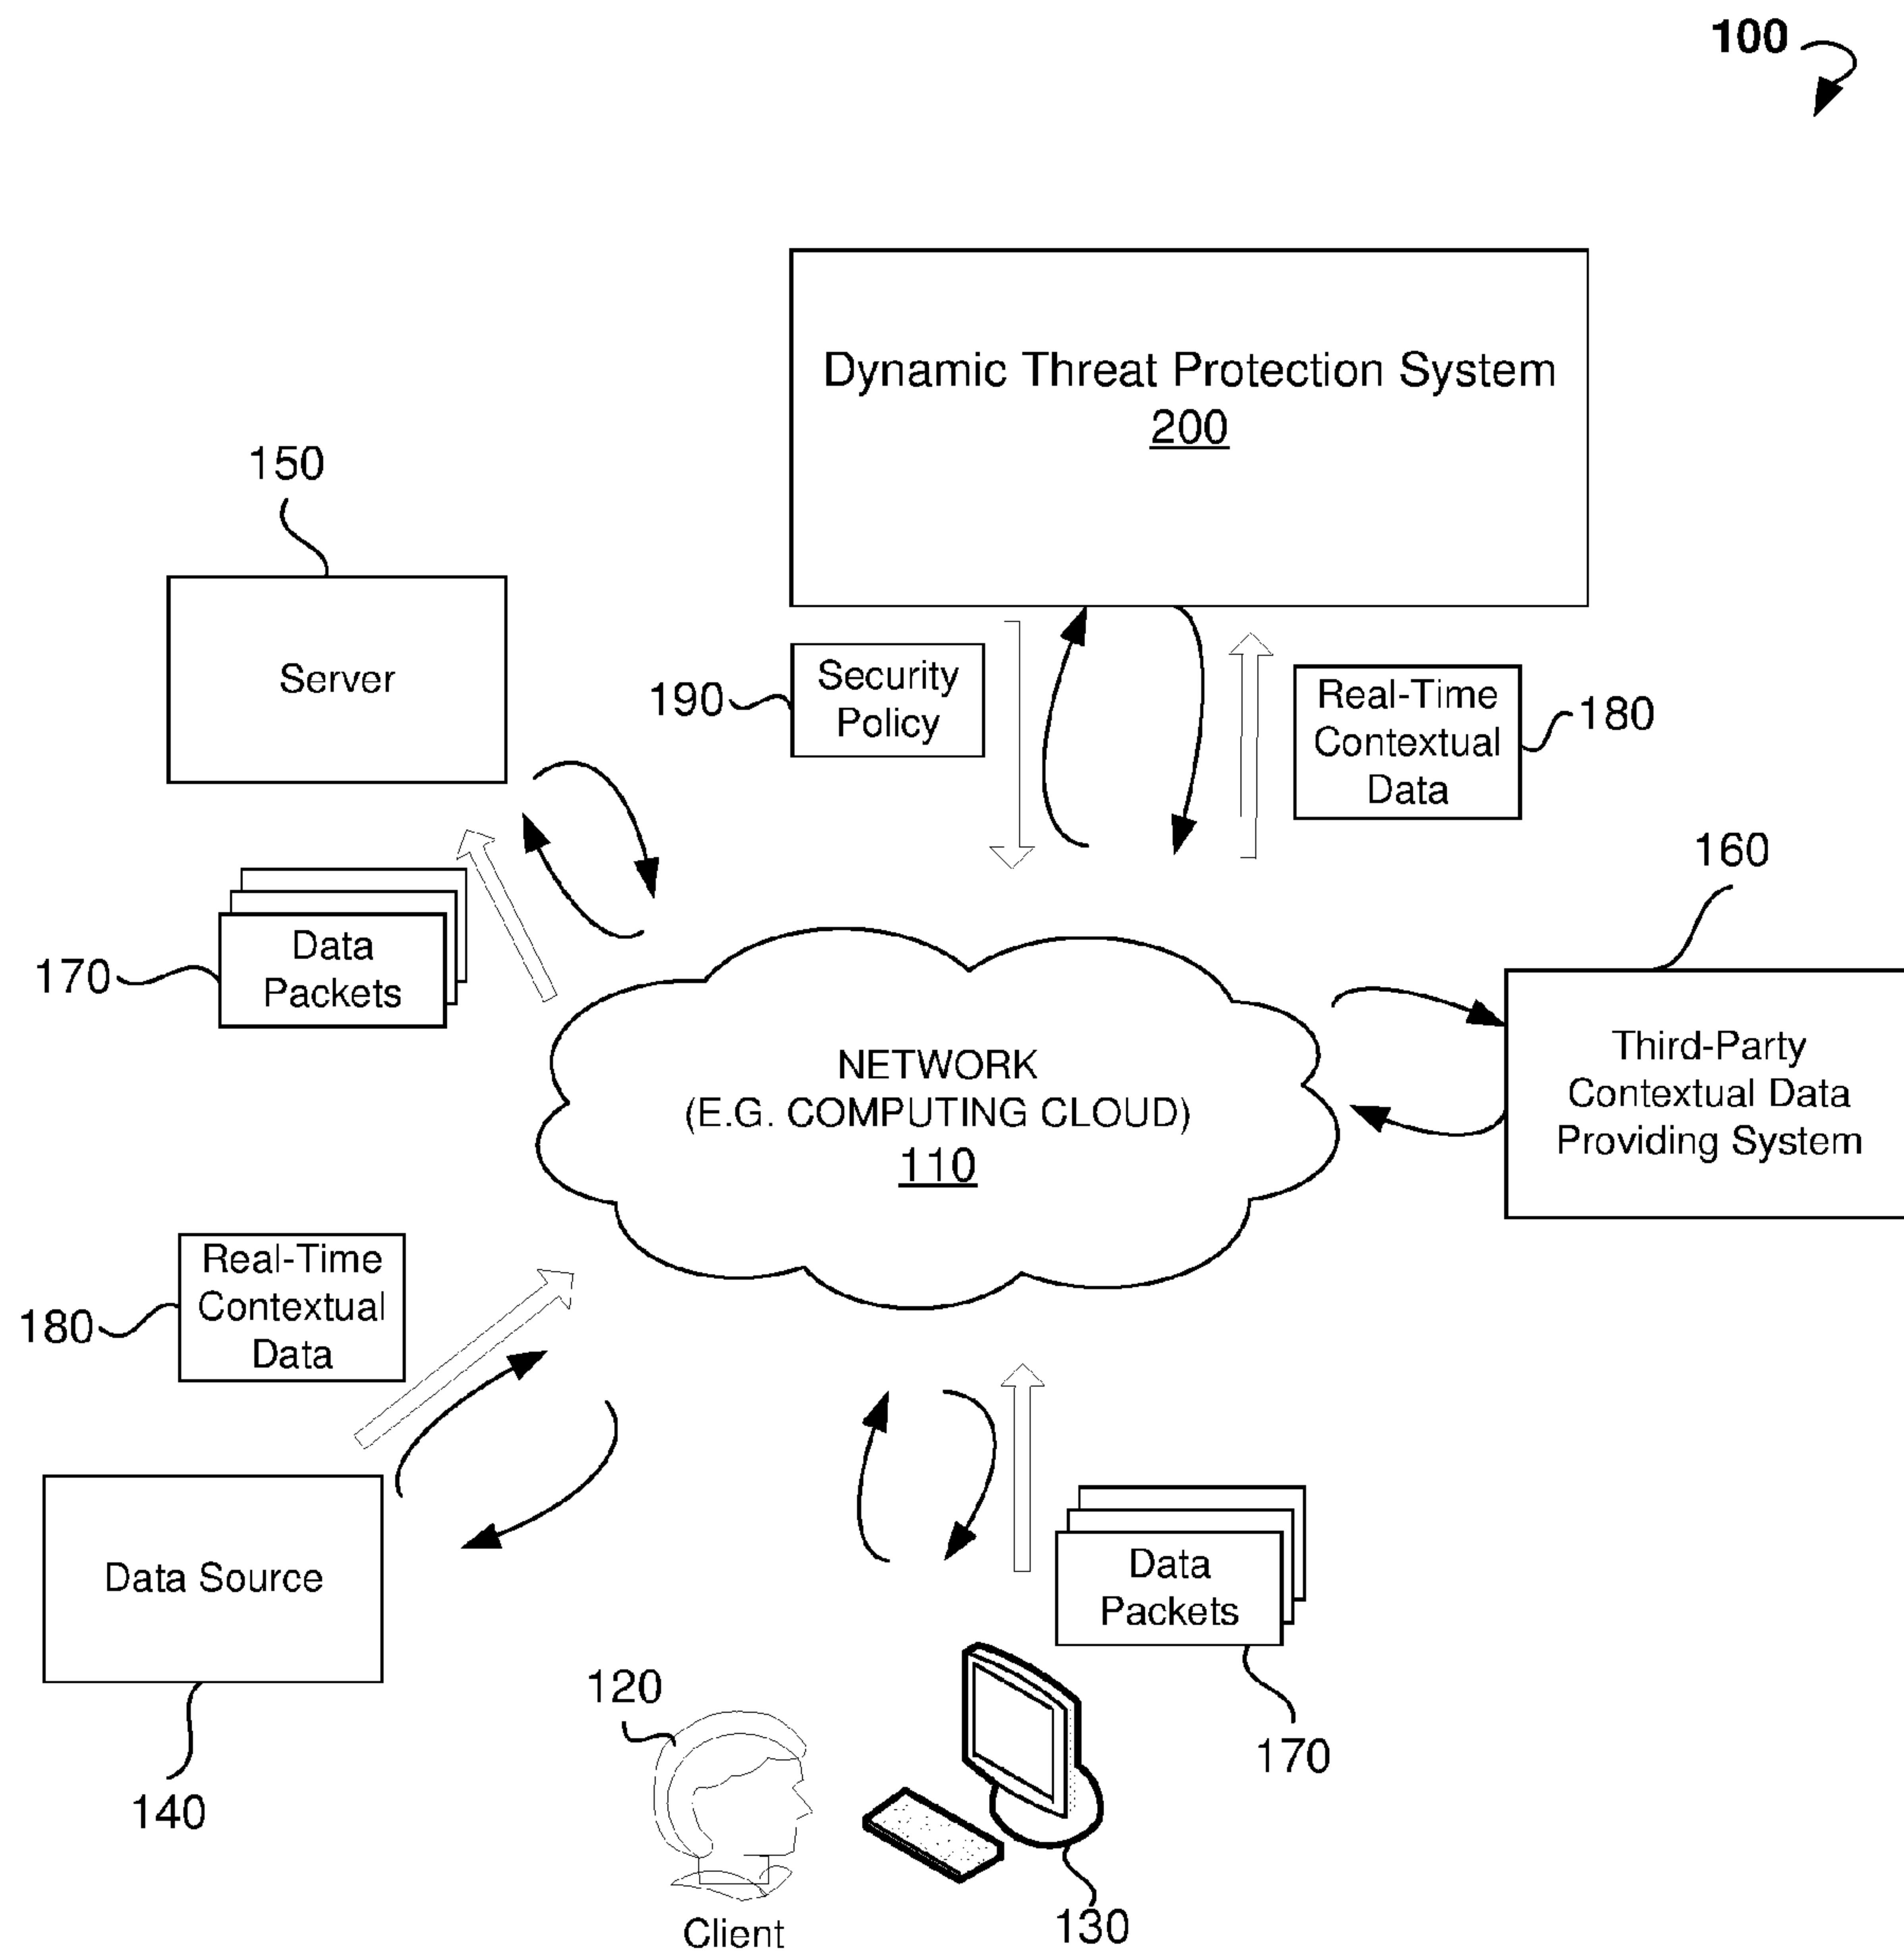 100
Dynamic Threat Protection System
200
150
Server
190
Security
Policy
Real-Time
Contextual
Data
180
160
170
Data
Packets
NETWORK
(E.G. COMPUTING CLOUD)
110
Third-Party
Contextual Data
Providing System
180
Real-Time
Contextual
Data
Data Source
140
Data
Packets
170
120
Client
130